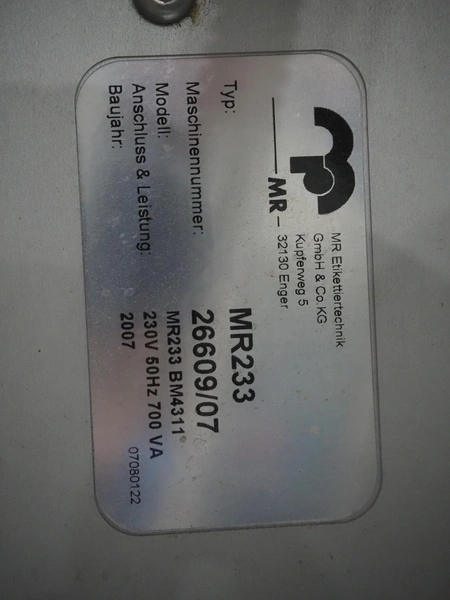 MR
MR Etikettiertechnik
GmbH & Co.KG
Kupferweg 5
32130 Enger
Typ: MR233
Maschinennummer: 26609/07
Modell: MR233 BM4311
Anschluss & Leistung: 230V 50Hz 700 VA
Baujahr: 2007
07080122